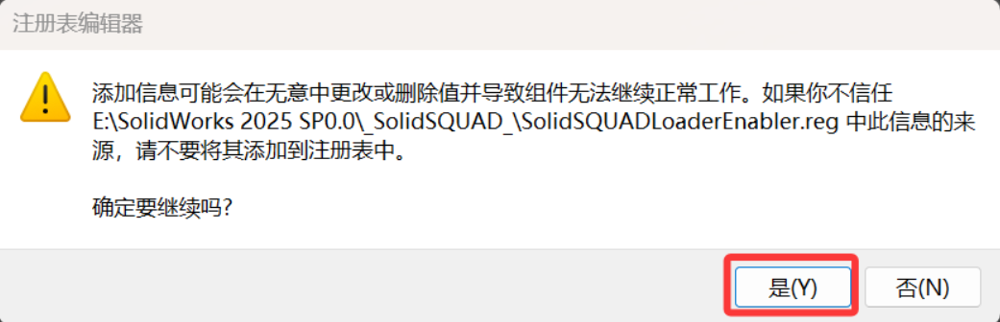 注册表编辑器
添加信息可能会在无意中更改或删除值并导致组件无法继续正常工作。如果你不信任
E:\SolidWorks 2025 SP0.0\_SolidSQUAD_\SolidSQUADLoaderEnabler.reg 中此信息的来
源，请不要将其添加到注册表中。
确定要继续吗?
是(Y)
否(N)